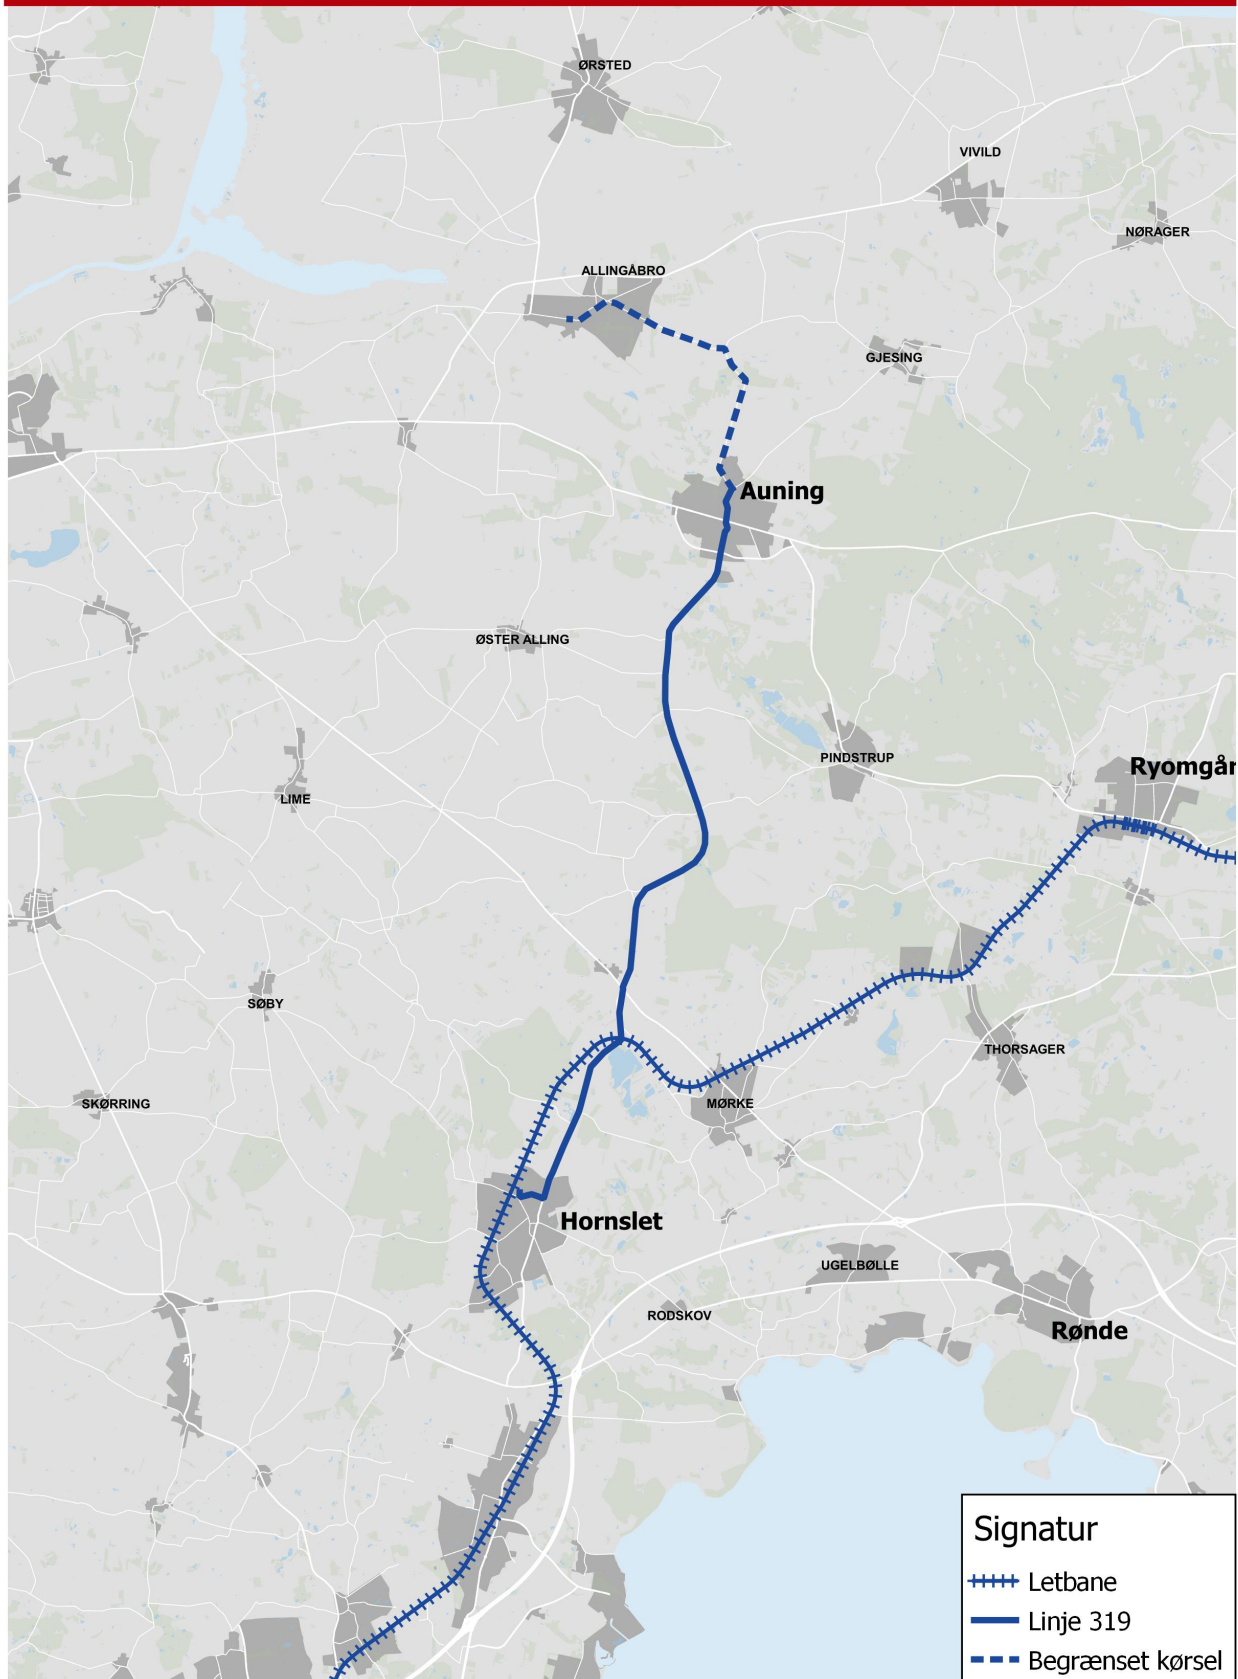 ØRSTED
VIVILD
NØRAGER
ALLINGÅBRO
GJESING
Auning
ØSTER ALLING
PINDSTRUP
Ryomgår
LIME
SØBY
THORSAGER
SKØRRING
MØRKE
Hornslet
UGELBØLLE
RODSKOV
Rønde
Signatur
Letbane
Linje 319
Begrænset kørsel